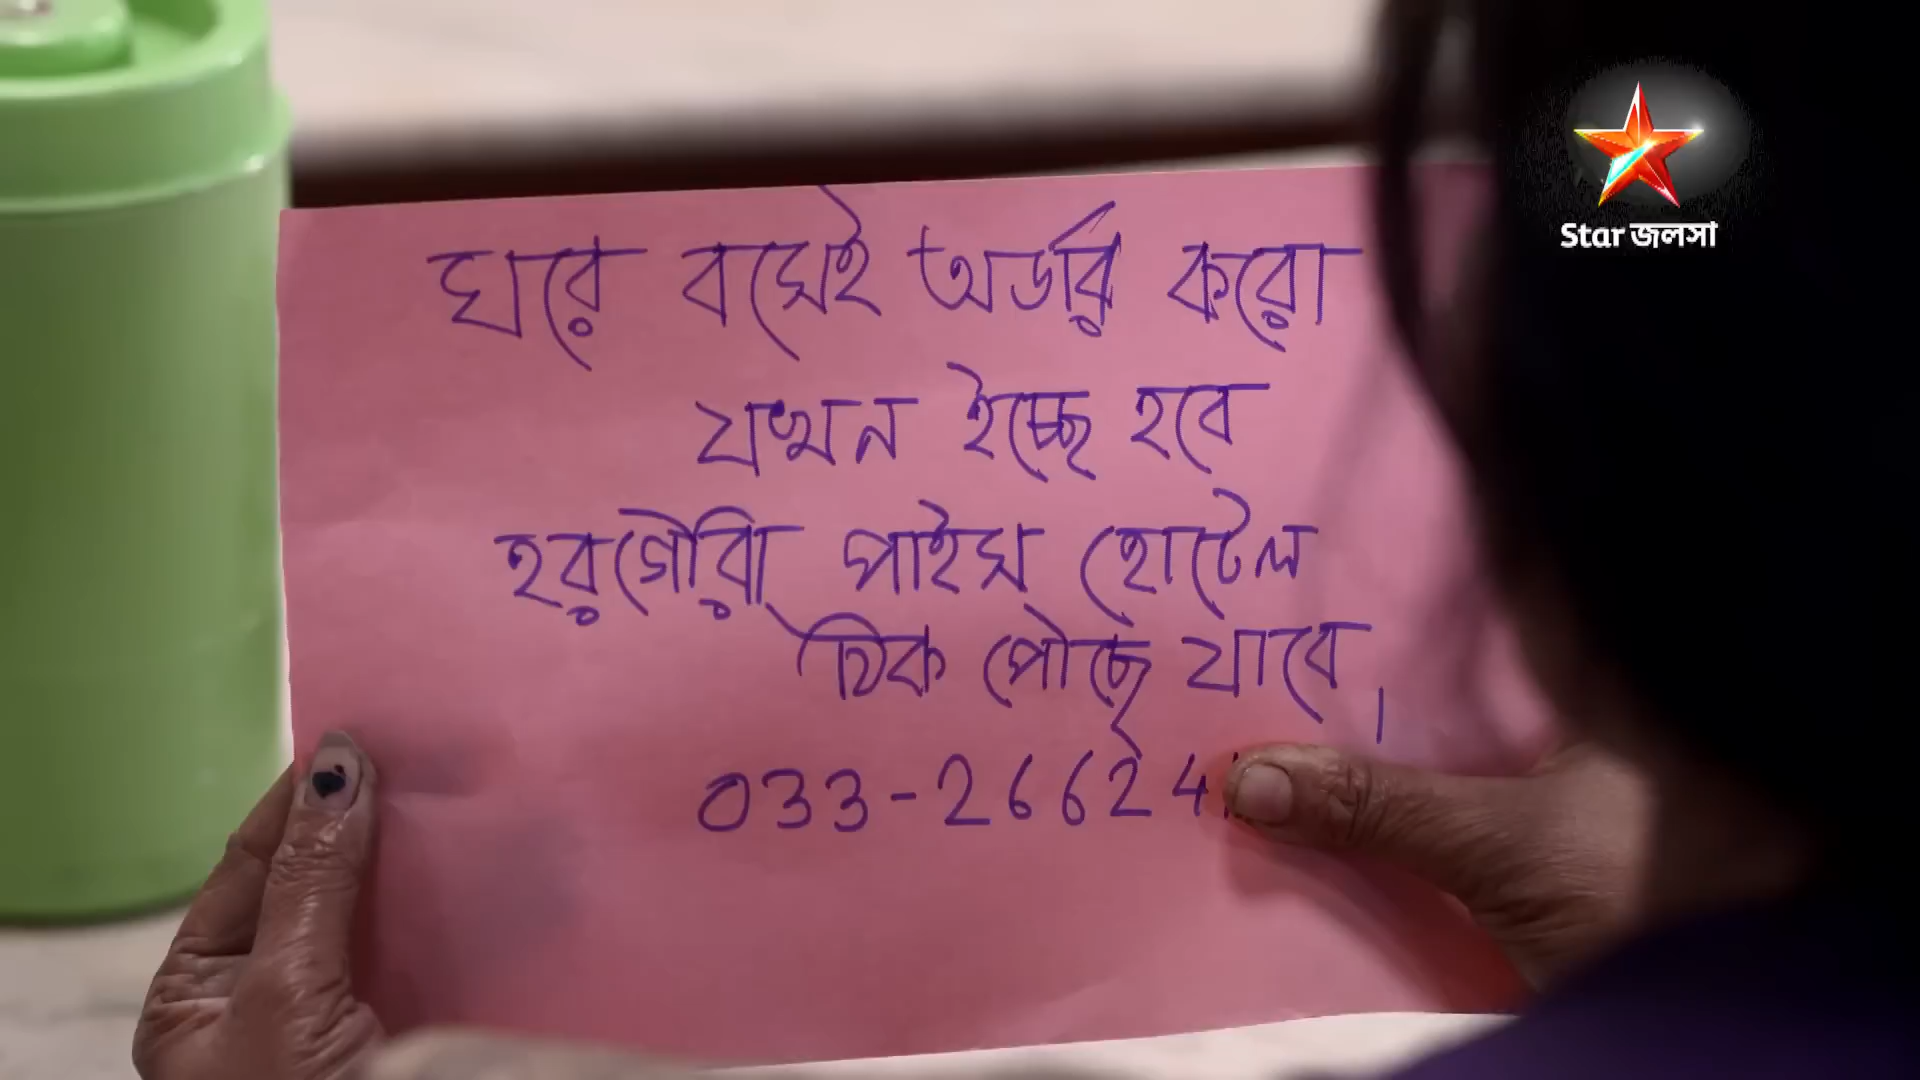 Star জলসা
ঘরে বসেই অর্ডার করো
যখন ইচ্ছে হবে
হরগৌরী পাইস হোটেল
ঠিক পৌছে যাবে।
033-26624